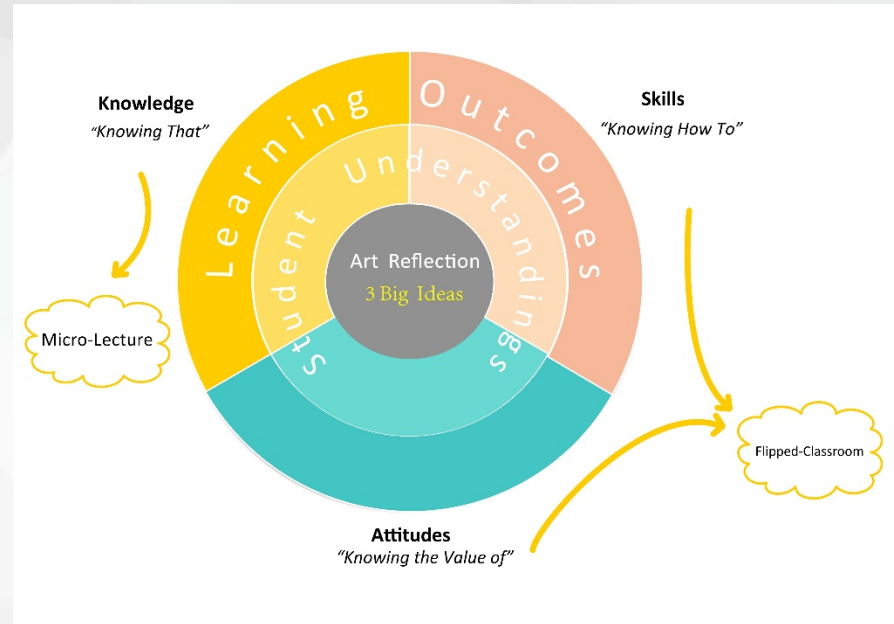 Knowledge
"Knowing That"
Skills
"Knowing How To"
Learning Outcomes
Student Understandings
Art Reflection
3 Big Ideas
Micro-Lecture
Flipped-Classroom
Attitudes
"Knowing the Value of"